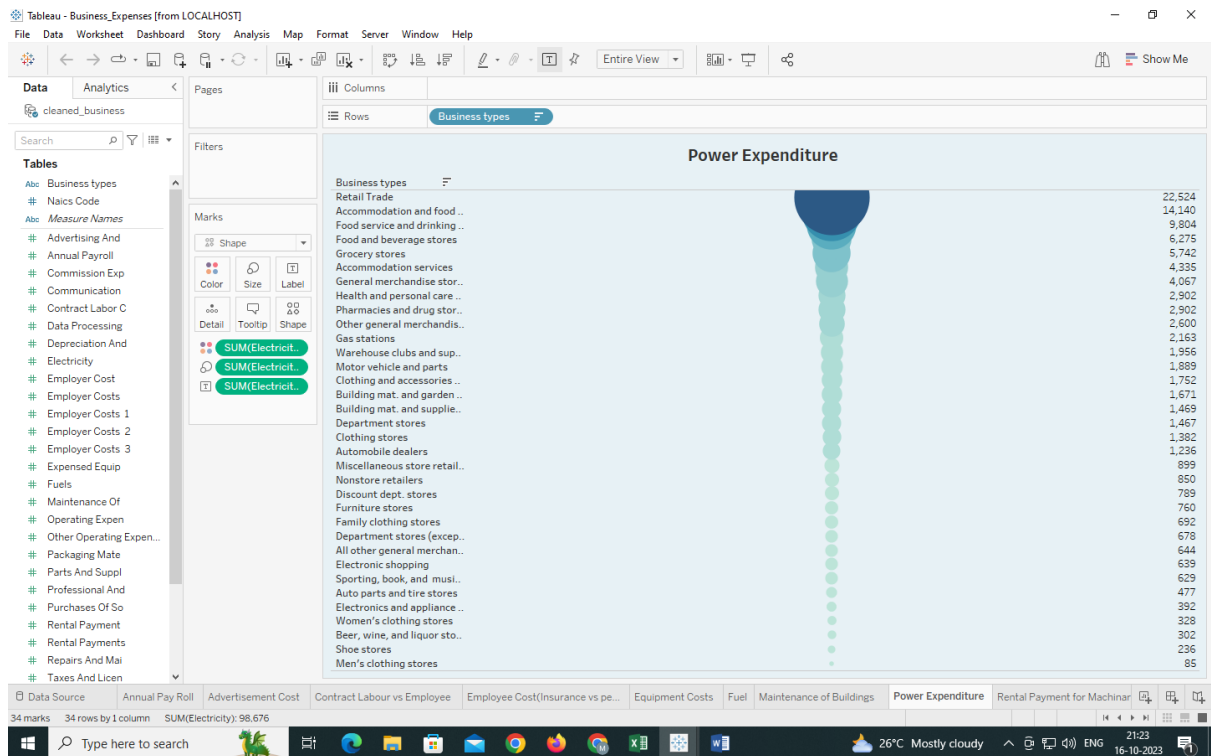 Tableau - Business_Expenses [from LOCALHOST]
File Data Worksheet Dashboard Story Analysis Map Format Server Window Help
Entire View
Show Me
Data Analytics
cleaned_business
Search
Tables
Abc Business types
# Naics Code
Abc Measure Names
# Advertising And
# Annual Payroll
# Commission Exp
# Communication
# Contract Labor C
# Data Processing
# Depreciation And
# Electricity
# Employer Cost
# Employer Costs
# Employer Costs 1
# Employer Costs 2
# Employer Costs 3
# Expensed Equip
# Fuels
# Maintenance Of
# Operating Expen
# Other Operating Expen...
# Packaging Mate
# Parts And Suppl
# Professional And
# Purchases Of So
# Rental Payment
# Rental Payments
# Repairs And Mai
# Taxes And Licen
Pages
Filters
Marks
Shape
Color Size Label
Detail Tooltip Shape
SUM(Electricit..
SUM(Electricit..
SUM(Electricit..
Columns
Rows Business types
Power Expenditure
Business types
Retail Trade 22,524
Accommodation and food .. 14,140
Food service and drinking .. 9,804
Food and beverage stores 6,275
Grocery stores 5,742
Accommodation services 4,335
General merchandise stor.. 4,067
Health and personal care .. 2,902
Pharmacies and drug stor.. 2,902
Other general merchandis.. 2,600
Gas stations 2,163
Warehouse clubs and sup.. 1,956
Motor vehicle and parts 1,889
Clothing and accessories .. 1,752
Building mat. and garden .. 1,671
Building mat. and supplie.. 1,469
Department stores 1,467
Clothing stores 1,382
Automobile dealers 1,236
Miscellaneous store retail.. 899
Nonstore retailers 850
Discount dept. stores 789
Furniture stores 760
Family clothing stores 692
Department stores (excep.. 678
All other general merchan.. 644
Electronic shopping 639
Sporting, book, and musi.. 629
Auto parts and tire stores 477
Electronics and appliance .. 392
Women's clothing stores 328
Beer, wine, and liquor sto.. 302
Shoe stores 236
Men's clothing stores 85
Data Source Annual Pay Roll Advertisement Cost Contract Labour vs Employee Employee Cost(Insurance vs pe... Equipment Costs Fuel Maintenance of Buildings Power Expenditure Rental Payment for Machinar
34 marks 34 rows by 1 column SUM(Electricity): 98,676
Type here to search 26°C Mostly cloudy ENG 21:23
16-10-2023